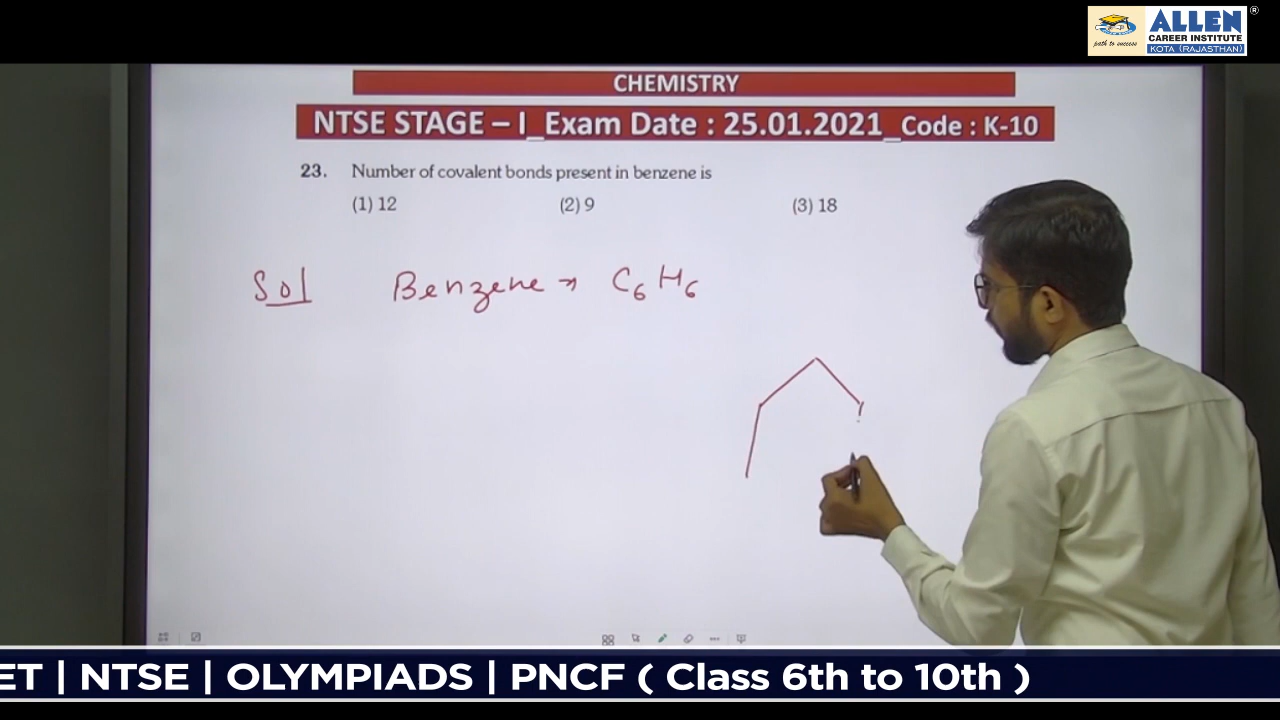 ALLEN
CAREER INSTITUTE
path to success
KOTA (RAJASTHAN)
®
CHEMISTRY
NTSE STAGE – I_Exam Date : 25.01.2021_Code : K-10
23. Number of covalent bonds present in benzene is
(1) 12 (2) 9 (3) 18
Sol Benzene → C6H6
ET | NTSE | OLYMPIADS | PNCF ( Class 6th to 10th )